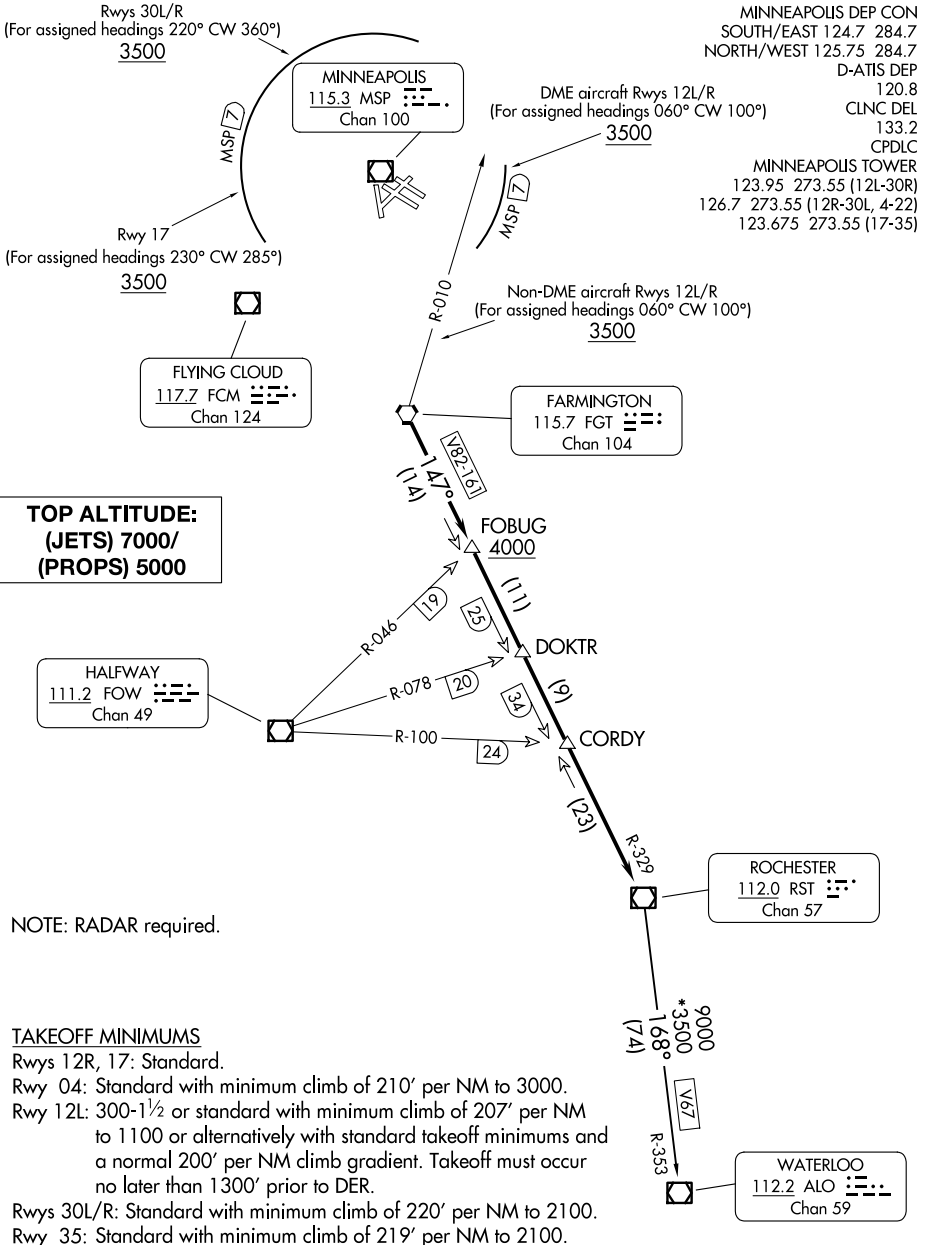 Rwys 30L/R
(For assigned headings 220° CW 360°)
3500
MINNEAPOLIS DEP CON
SOUTH/EAST 124.7 284.7
NORTH/WEST 125.75 284.7
D-ATIS DEP
120.8
CLNC DEL
133.2
CPDLC
MINNEAPOLIS TOWER
123.95 273.55 (12L-30R)
126.7 273.55 (12R-30L, 4-22)
123.675 273.55 (17-35)
MINNEAPOLIS
115.3 MSP
Chan 100
DME aircraft Rwys 12L/R
(For assigned headings 060° CW 100°)
3500
MSP 7
MSP 7
Rwy 17
(For assigned headings 230° CW 285°)
3500
R-010
Non-DME aircraft Rwys 12L/R
(For assigned headings 060° CW 100°)
3500
FLYING CLOUD
117.7 FCM
Chan 124
FARMINGTON
115.7 FGT
Chan 104
V82-161
147°
(14)
TOP ALTITUDE:
(JETS) 7000/
(PROPS) 5000
FOBUG
4000
(11)
R-046
19
25
DOKTR
HALFWAY
111.2 FOW
Chan 49
R-078
20
(9)
34
R-100
24
CORDY
(23)
R-329
ROCHESTER
112.0 RST
Chan 57
NOTE: RADAR required.
9000
*3500
168°
(74)
V67
R-353
WATERLOO
112.2 ALO
Chan 59
TAKEOFF MINIMUMS
Rwys 12R, 17: Standard.
Rwy 04: Standard with minimum climb of 210' per NM to 3000.
Rwy 12L: 300-1½ or standard with minimum climb of 207' per NM
to 1100 or alternatively with standard takeoff minimums and
a normal 200' per NM climb gradient. Takeoff must occur
no later than 1300' prior to DER.
Rwys 30L/R: Standard with minimum climb of 220' per NM to 2100.
Rwy 35: Standard with minimum climb of 219' per NM to 2100.